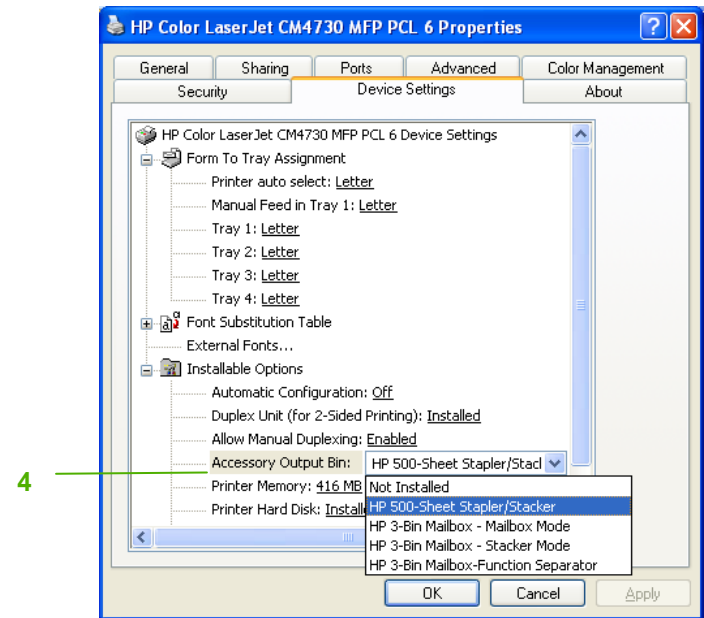 HP Color LaserJet CM4730 MFP PCL 6 Properties
General Sharing Ports Advanced Color Management
Security Device Settings About
HP Color LaserJet CM4730 MFP PCL 6 Device Settings
Form To Tray Assignment
Printer auto select: Letter
Manual Feed in Tray 1: Letter
Tray 1: Letter
Tray 2: Letter
Tray 3: Letter
Tray 4: Letter
Font Substitution Table
External Fonts...
Installable Options
Automatic Configuration: Off
Duplex Unit (for 2-Sided Printing): Installed
Allow Manual Duplexing: Enabled
4 Accessory Output Bin: HP 500-Sheet Stapler/Stacl
Printer Memory: 416 MB Not Installed
HP 500-Sheet Stapler/Stacker
Printer Hard Disk: Installe
HP 3-Bin Mailbox - Mailbox Mode
HP 3-Bin Mailbox - Stacker Mode
HP 3-Bin Mailbox-Function Separator
OK Cancel Apply